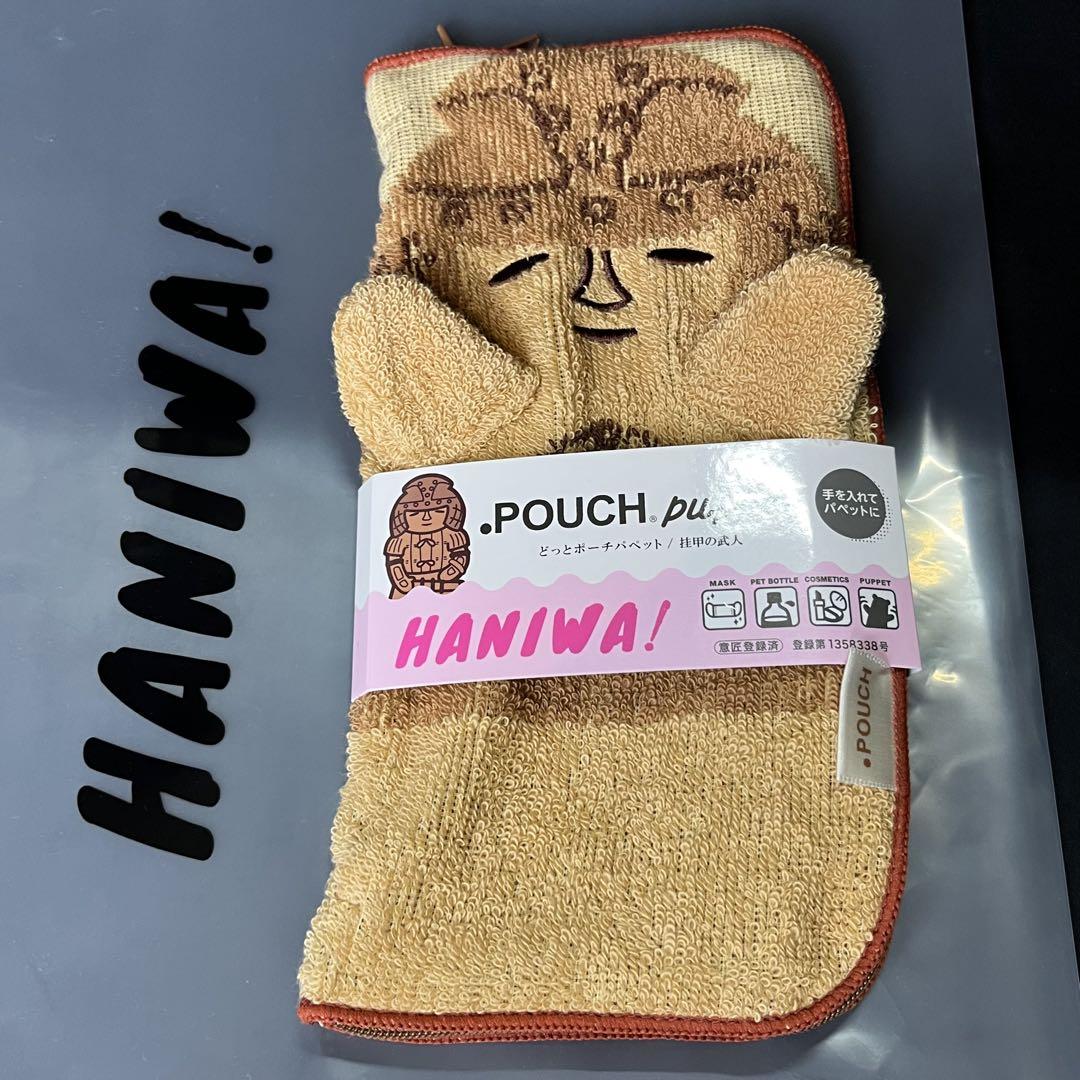 HANIWA!
.POUCH®
手を入れて
パペットに
どっとポーチパペット / 挂甲の武人
HANIWA!
MASK PET BOTTLE COSMETICS PUPPET
意匠登録済 登録第1358338号
.POUCH